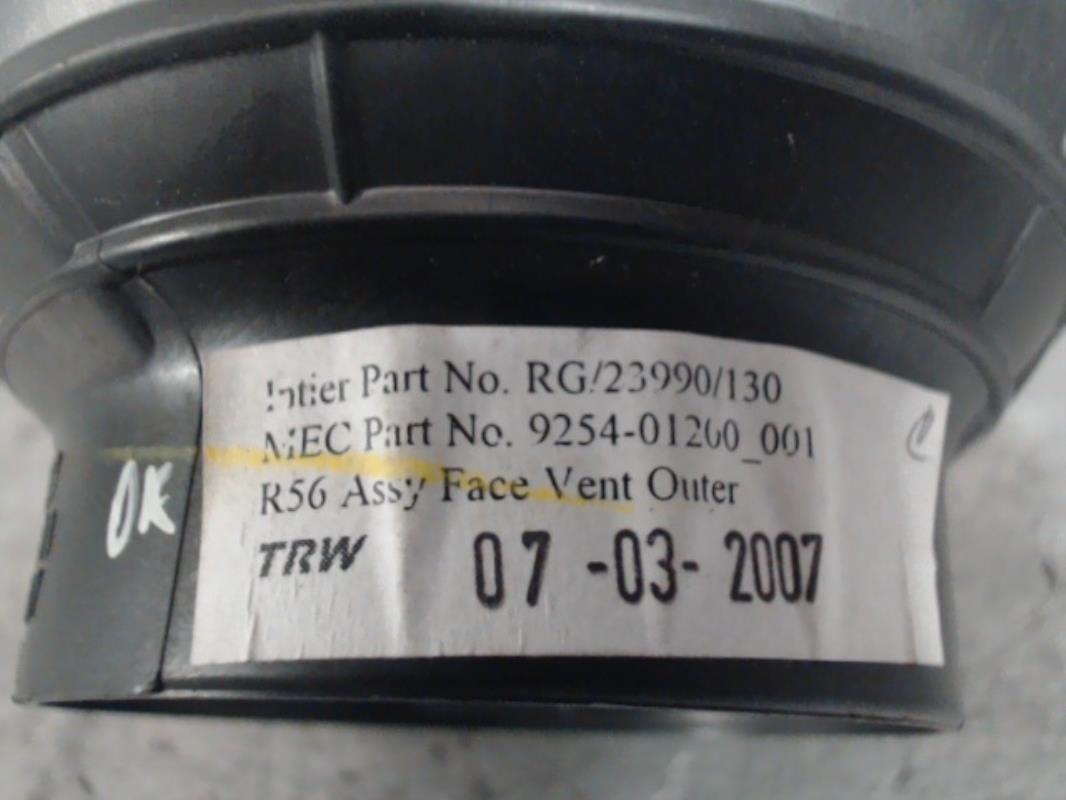 Intier Part No. RG/23990/130
MEC Part No. 9254-01200_001
R56 Assy Face Vent Outer
TRW 07-03-2007
OK